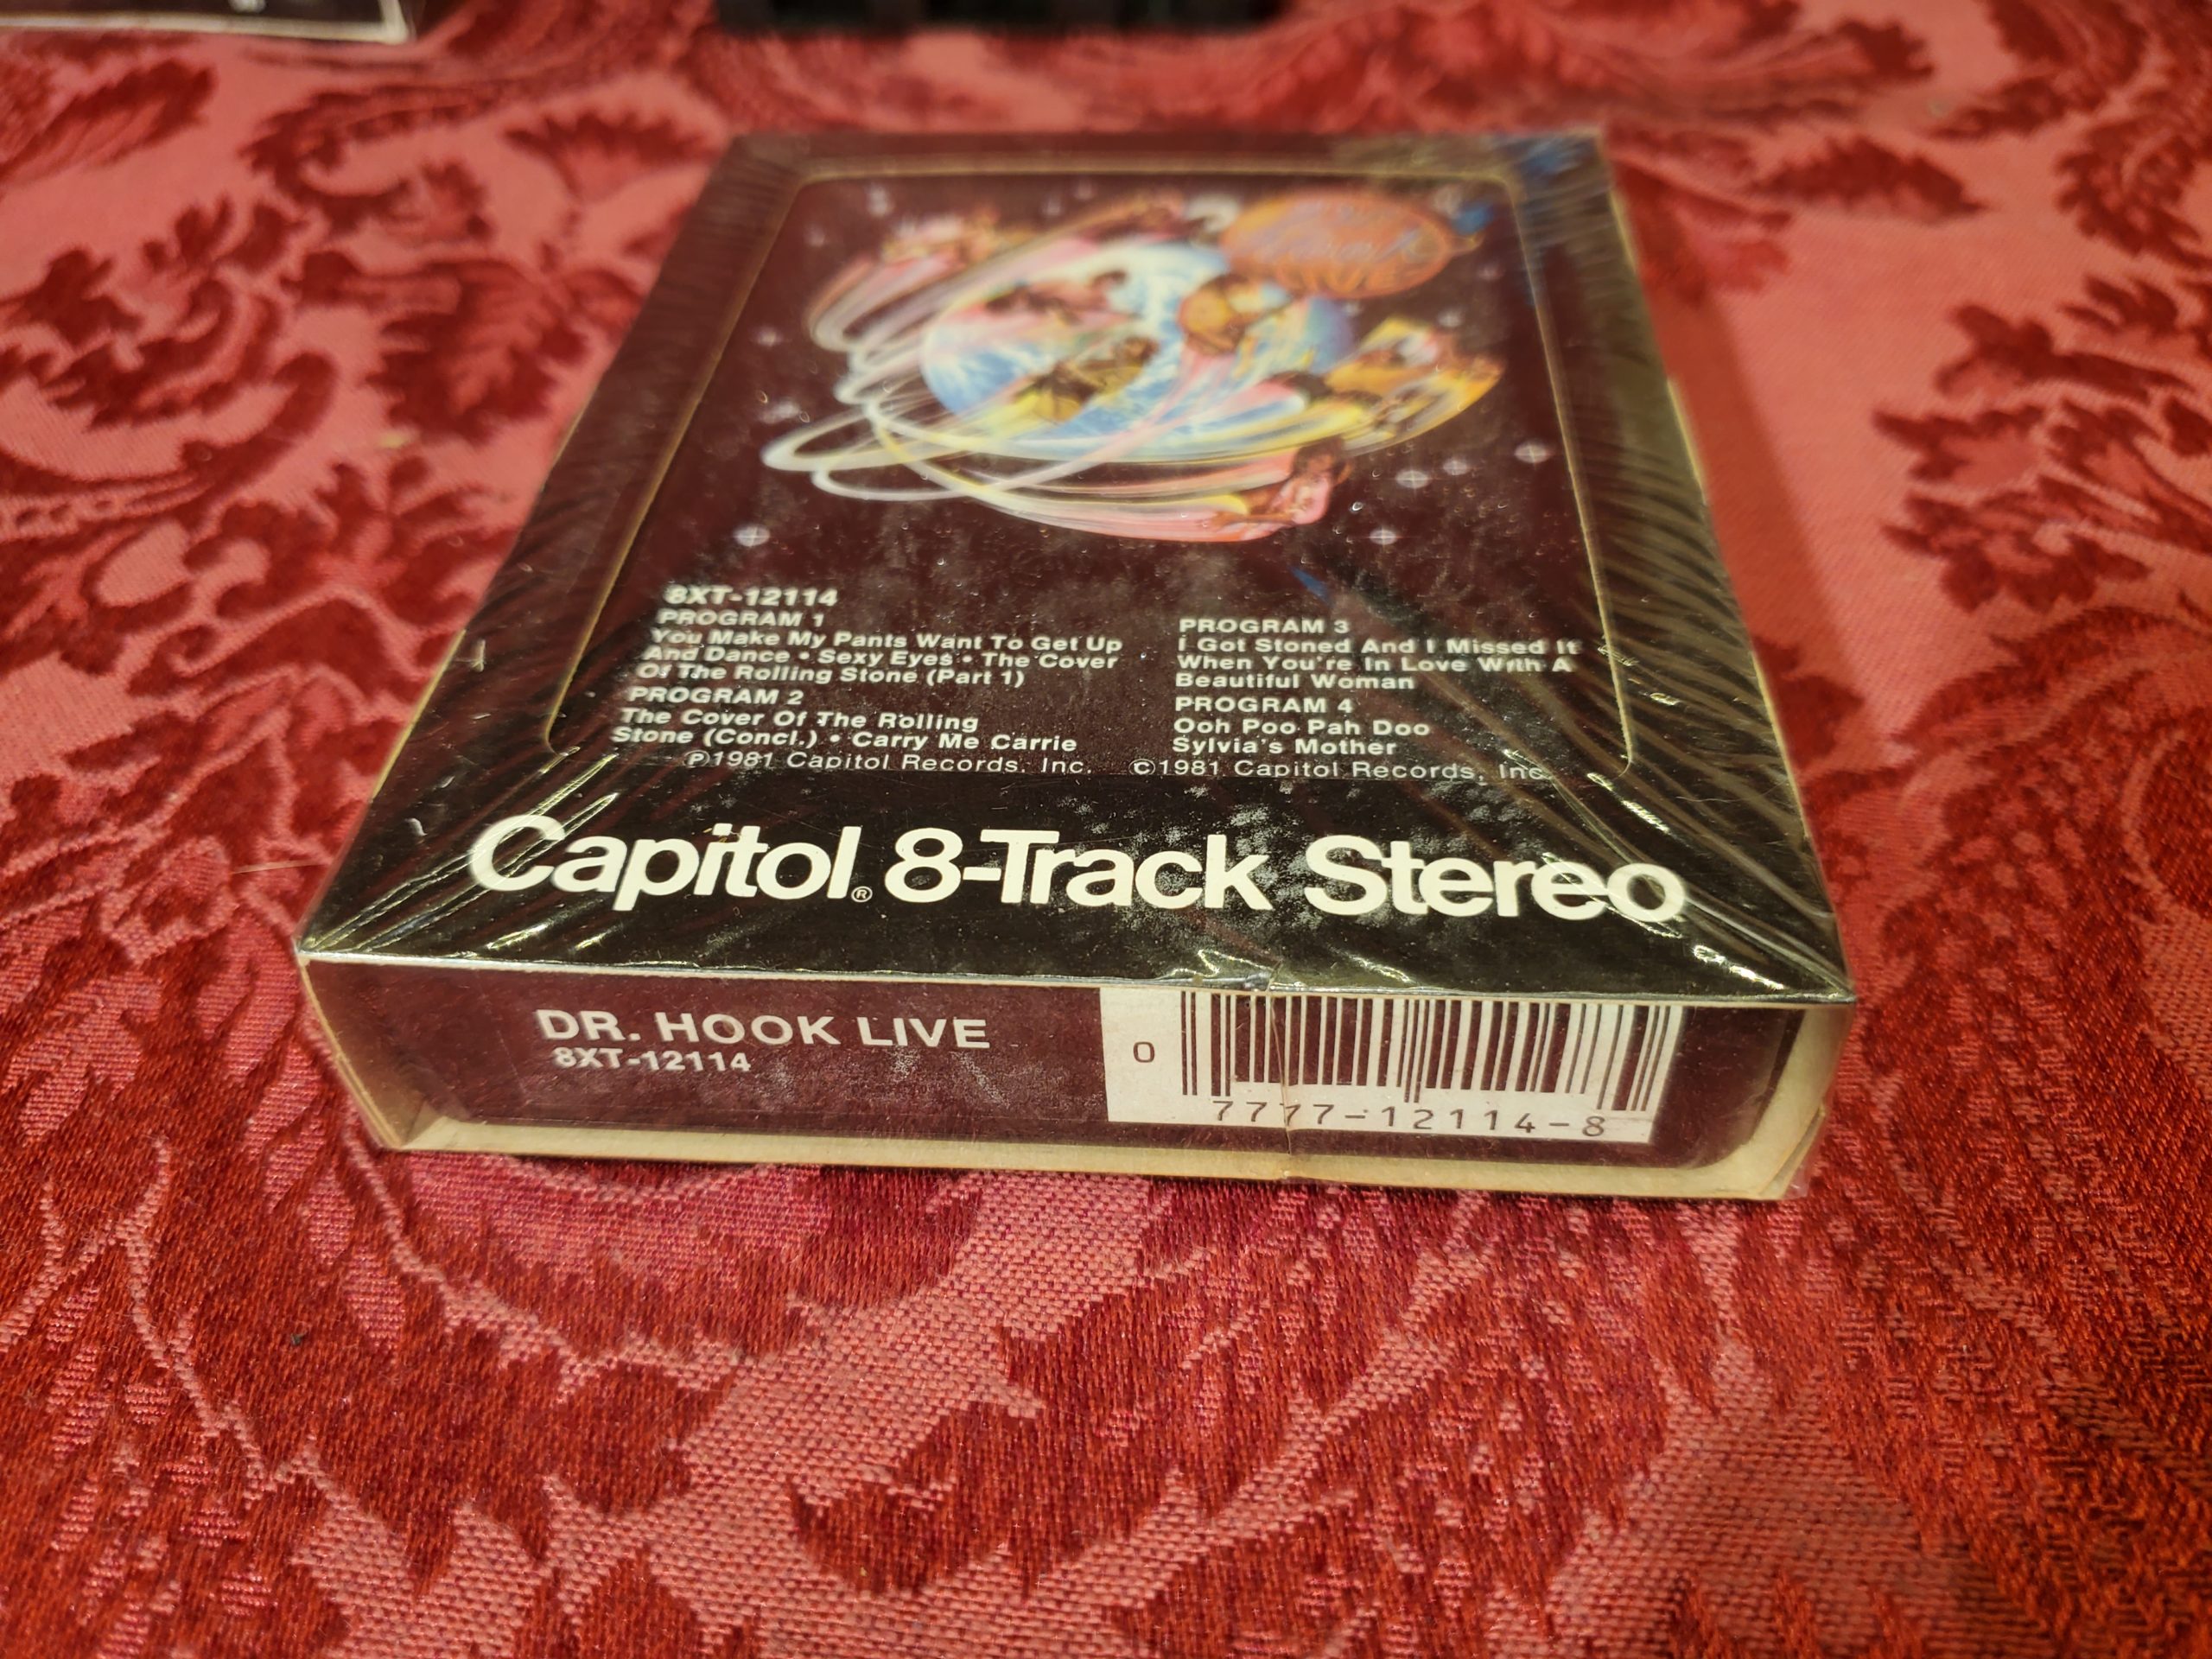 LIVE
8XT-12114
PROGRAM 1
You Make My Pants Want To Get Up
And Dance • Sexy Eyes • The Cover
Of The Rolling Stone (Part 1)
PROGRAM 2
The Cover Of The Rolling
Stone (Concl.) • Carry Me Carrie
PROGRAM 3
I Got Stoned And I Missed It
When You're In Love With A
Beautiful Woman
PROGRAM 4
Ooh Poo Pah Doo
Sylvia's Mother
℗1981 Capitol Records, Inc. ©1981 Capitol Records, Inc.
Capitol® 8-Track Stereo
DR. HOOK LIVE
8XT-12114
0 7777-12114-8